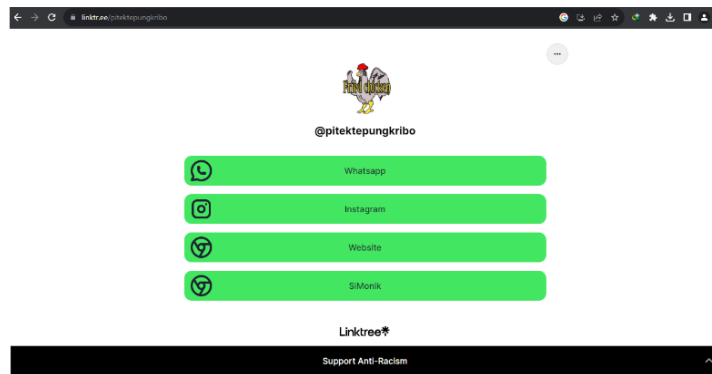 linktr.ee/pitektepungkribo
Fried chicken
@pitektepungkribo
Whatsapp
Instagram
Website
SiMonik
Linktree
Support Anti-Racism